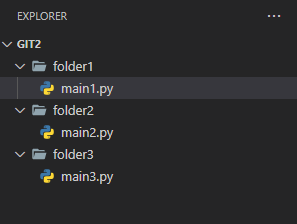 EXPLORER
GIT2
folder1
main1.py
folder2
main2.py
folder3
main3.py